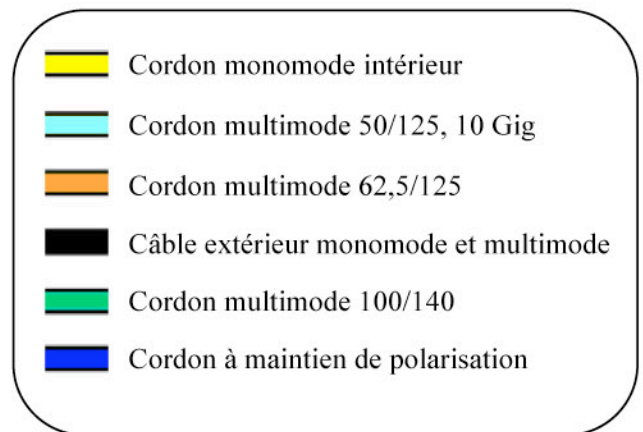 Cordon monomode intérieur
Cordon multimode 50/125, 10 Gig
Cordon multimode 62,5/125
Câble extérieur monomode et multimode
Cordon multimode 100/140
Cordon à maintien de polarisation